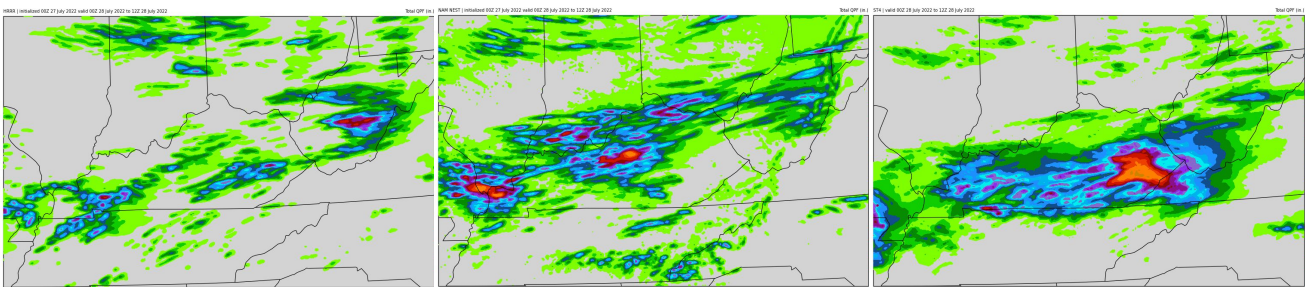 HRRR | initialized 00Z 27 July 2022 valid 00Z 28 July 2022 to 12Z 28 July 2022 Total QPF (in.)
NAM NEST | initialized 00Z 27 July 2022 valid 00Z 28 July 2022 to 12Z 28 July 2022 Total QPF (in.)
ST4 | valid 00Z 28 July 2022 to 12Z 28 July 2022 Total QPF (in.)